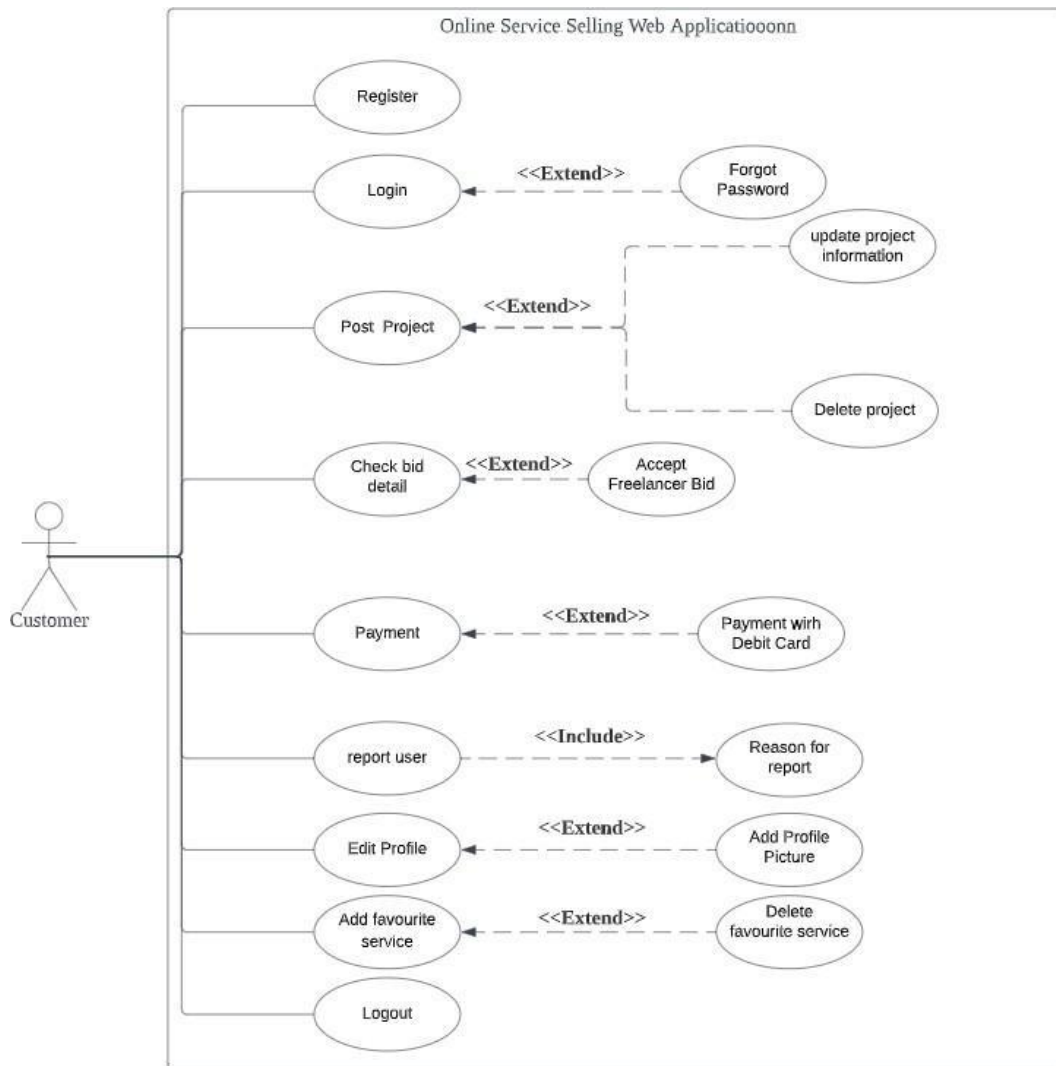 Online Service Selling Web Applicatiooonn
Register
Login
<<Extend>>
Forgot
Password
update project
information
Post Project
<<Extend>>
Delete project
Check bid
detail
<<Extend>>
Accept
Freelancer Bid
Customer
Payment
<<Extend>>
Payment wirh
Debit Card
report user
<<Include>>
Reason for
report
Edit Profile
<<Extend>>
Add Profile
Picture
Add favourite
service
<<Extend>>
Delete
favourite service
Logout